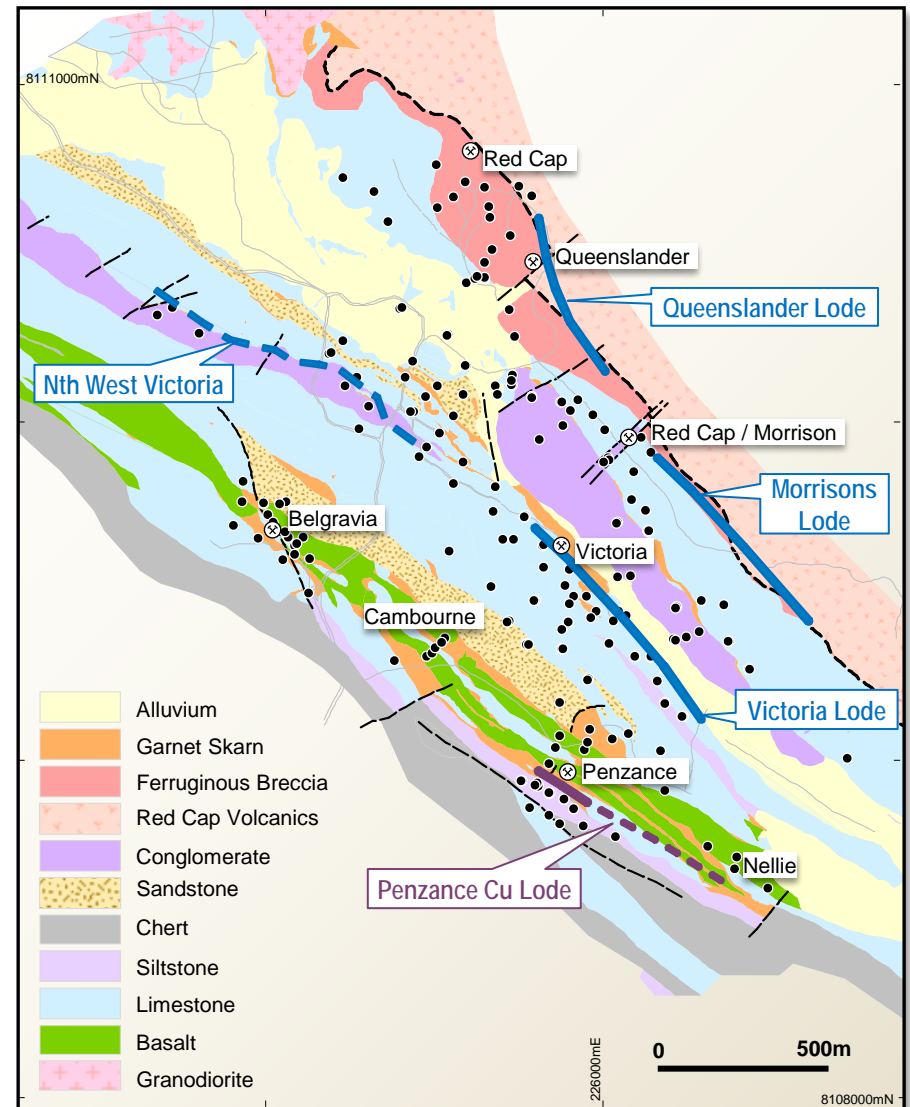 8111000mN
Red Cap
Queenslander
Queenslander Lode
Nth West Victoria
Red Cap / Morrison
Morrisons
Lode
Belgravia
Victoria
Cambourne
Victoria Lode
Penzance
Nellie
Penzance Cu Lode
Alluvium
Garnet Skarn
Ferruginous Breccia
Red Cap Volcanics
Conglomerate
Sandstone
Chert
Siltstone
Limestone
Basalt
Granodiorite
226000mE
0 500m
8108000mN